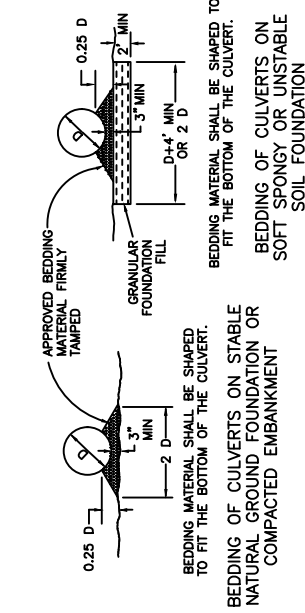 APPROVED BEDDING
MATERIAL FIRMLY
TAMPED
0.25 D
D
3"
MIN
2 D
BEDDING MATERIAL SHALL BE SHAPED
TO FIT THE BOTTOM OF THE CULVERT.
BEDDING OF CULVERTS ON STABLE
NATURAL GROUND FOUNDATION OR
COMPACTED EMBANKMENT
0.25 D
D
2' MIN
3" MIN
D+4' MIN
OR 2 D
GRANULAR
FOUNDATION
FILL
BEDDING MATERIAL SHALL BE SHAPED TO
FIT THE BOTTOM OF THE CULVERT.
BEDDING OF CULVERTS ON
SOFT SPONGY OR UNSTABLE
SOIL FOUNDATION